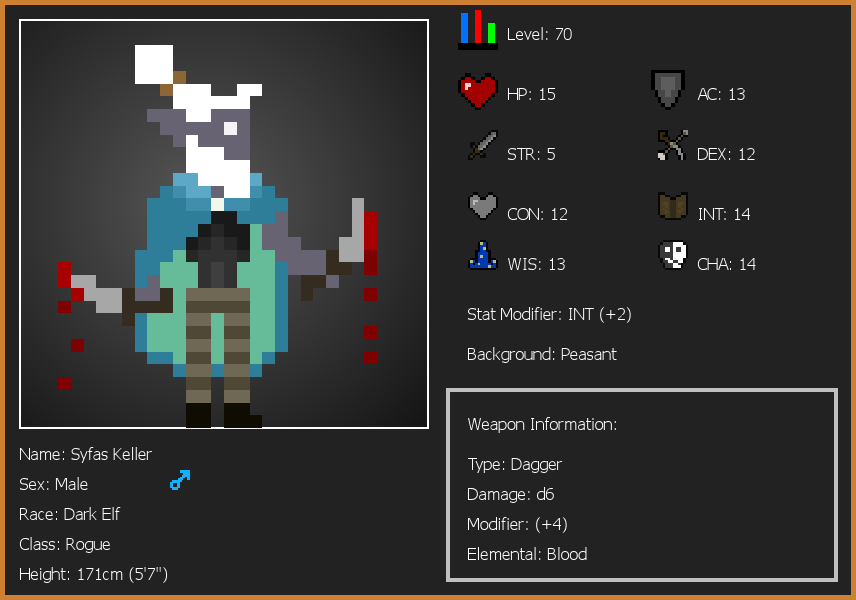 Level: 70
HP: 15
AC: 13
STR: 5
DEX: 12
CON: 12
INT: 14
WIS: 13
CHA: 14
Stat Modifier: INT (+2)
Background: Peasant
Weapon Information:
Type: Dagger
Damage: d6
Modifier: (+4)
Elemental: Blood
Name: Syfas Keller
Sex: Male
Race: Dark Elf
Class: Rogue
Height: 171cm (5'7")